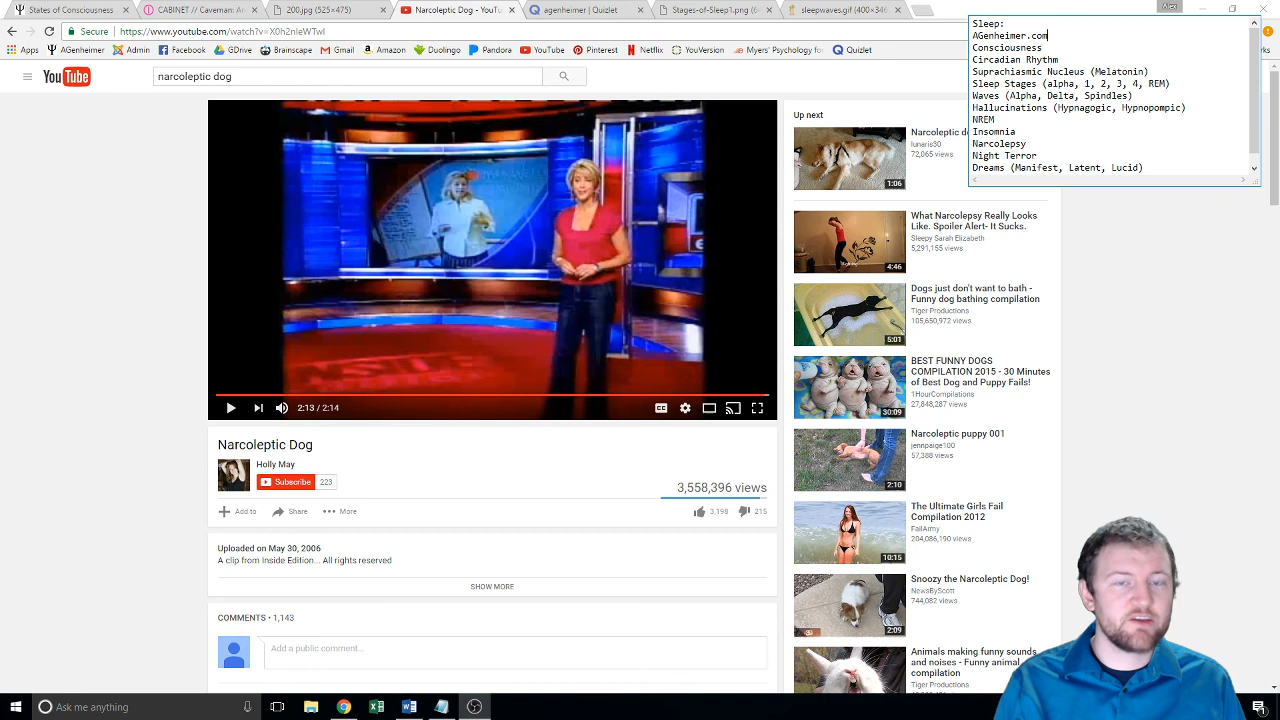 States of Consciousness
CABINET // Caveman: An
200.jpg (525×475)
Narcoleptic Dog - YouTu
agenheimer | Quizlet
Stages-of-Sleep1.png (6
sleepwaves.gif (400×346
Alex
Secure
https://www.youtube.com/watch?v=X0h2nleWTwI
Apps
AGenheimer
Admin
Facebook
GDrive
Brainscape
Gmail
Amazon
Dolphin
Pandora
YouTube
Pinterest
Netflix
YouVersion
Myers' Psychology
Quizlet
Sleep:
AGenheimer.com
Consciousness
Circadian Rhythm
Suprachiasmic Nucleus (Melatonin)
Sleep Stages (alpha, 1, 2, 3, 4, REM)
Waves (Alpha, Delta, Spindles)
Hallucinations (Hypnagogic, Hypnopompic)
NREM
Insomnia
Narcolepsy
Night Terror
Dreams (Manifest, Latent, Lucid)
YouTube
narcoleptic dog
2:13 / 2:14
CC
Narcoleptic Dog
Holly May
Subscribe 223
3,558,396 views
Add to
Share
More
3,198
215
Uploaded on May 30, 2006
A clip from Inside Edition... All rights reserved
SHOW MORE
COMMENTS • 1,143
Add a public comment...
Up next
Narcoleptic do
lunaris30
72,065 views
1:06
What Narcolepsy Really Looks
Like. Spoiler Alert- It Sucks.
Sleepy Sarah Elizabeth
5,291,155 views
4:46
Dogs just don't want to bath -
Funny dog bathing compilation
Tiger Productions
105,650,972 views
5:01
BEST FUNNY DOGS
COMPILATION 2015 - 30 Minutes
of Best Dog and Puppy Fails!
1HourCompilations
27,848,287 views
30:09
Narcoleptic puppy 001
jennpaige100
57,388 views
2:10
The Ultimate Girls Fail
Compilation 2012
FailArmy
204,086,190 views
10:15
Snoozy the Narcoleptic Dog!
NewsByScott
744,082 views
2:09
Animals making funny sounds
and noises - Funny animal
compilation
Tiger Productions
Ask me anything